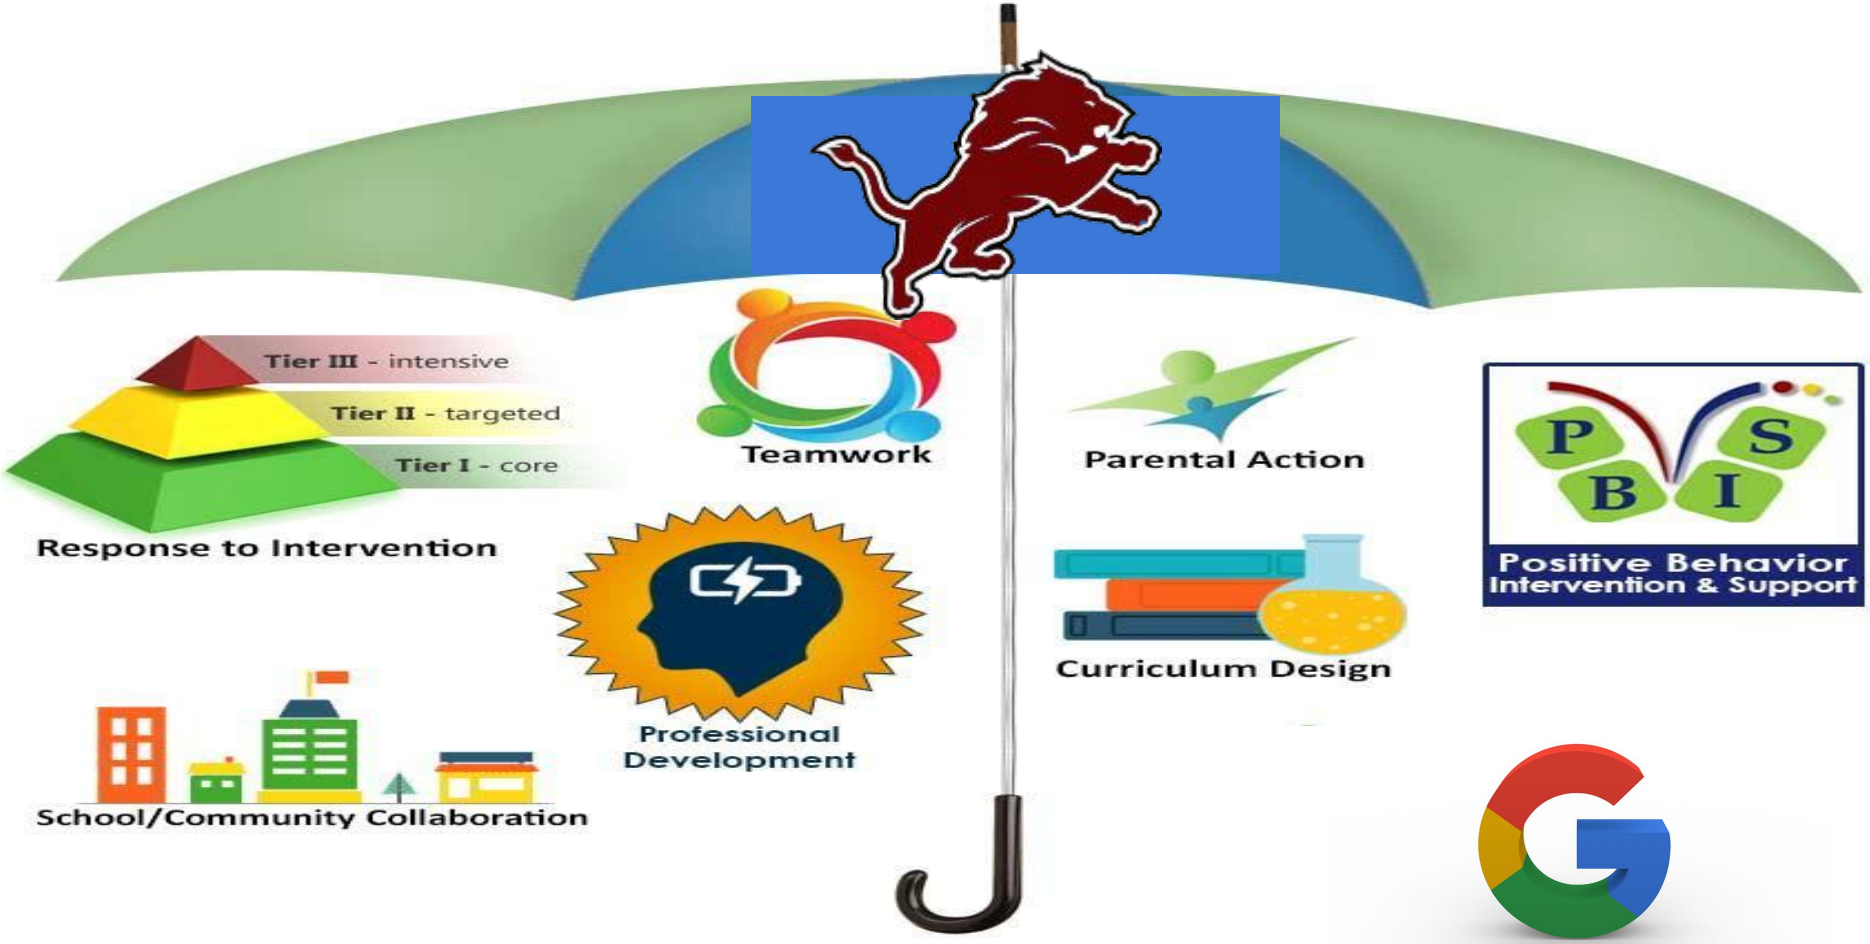 Tier III - intensive
Tier II - targeted
Tier I - core
Response to Intervention
Teamwork
Parental Action
P S
B I
Positive Behavior
Intervention & Support
Professional
Development
Curriculum Design
School/Community Collaboration
G